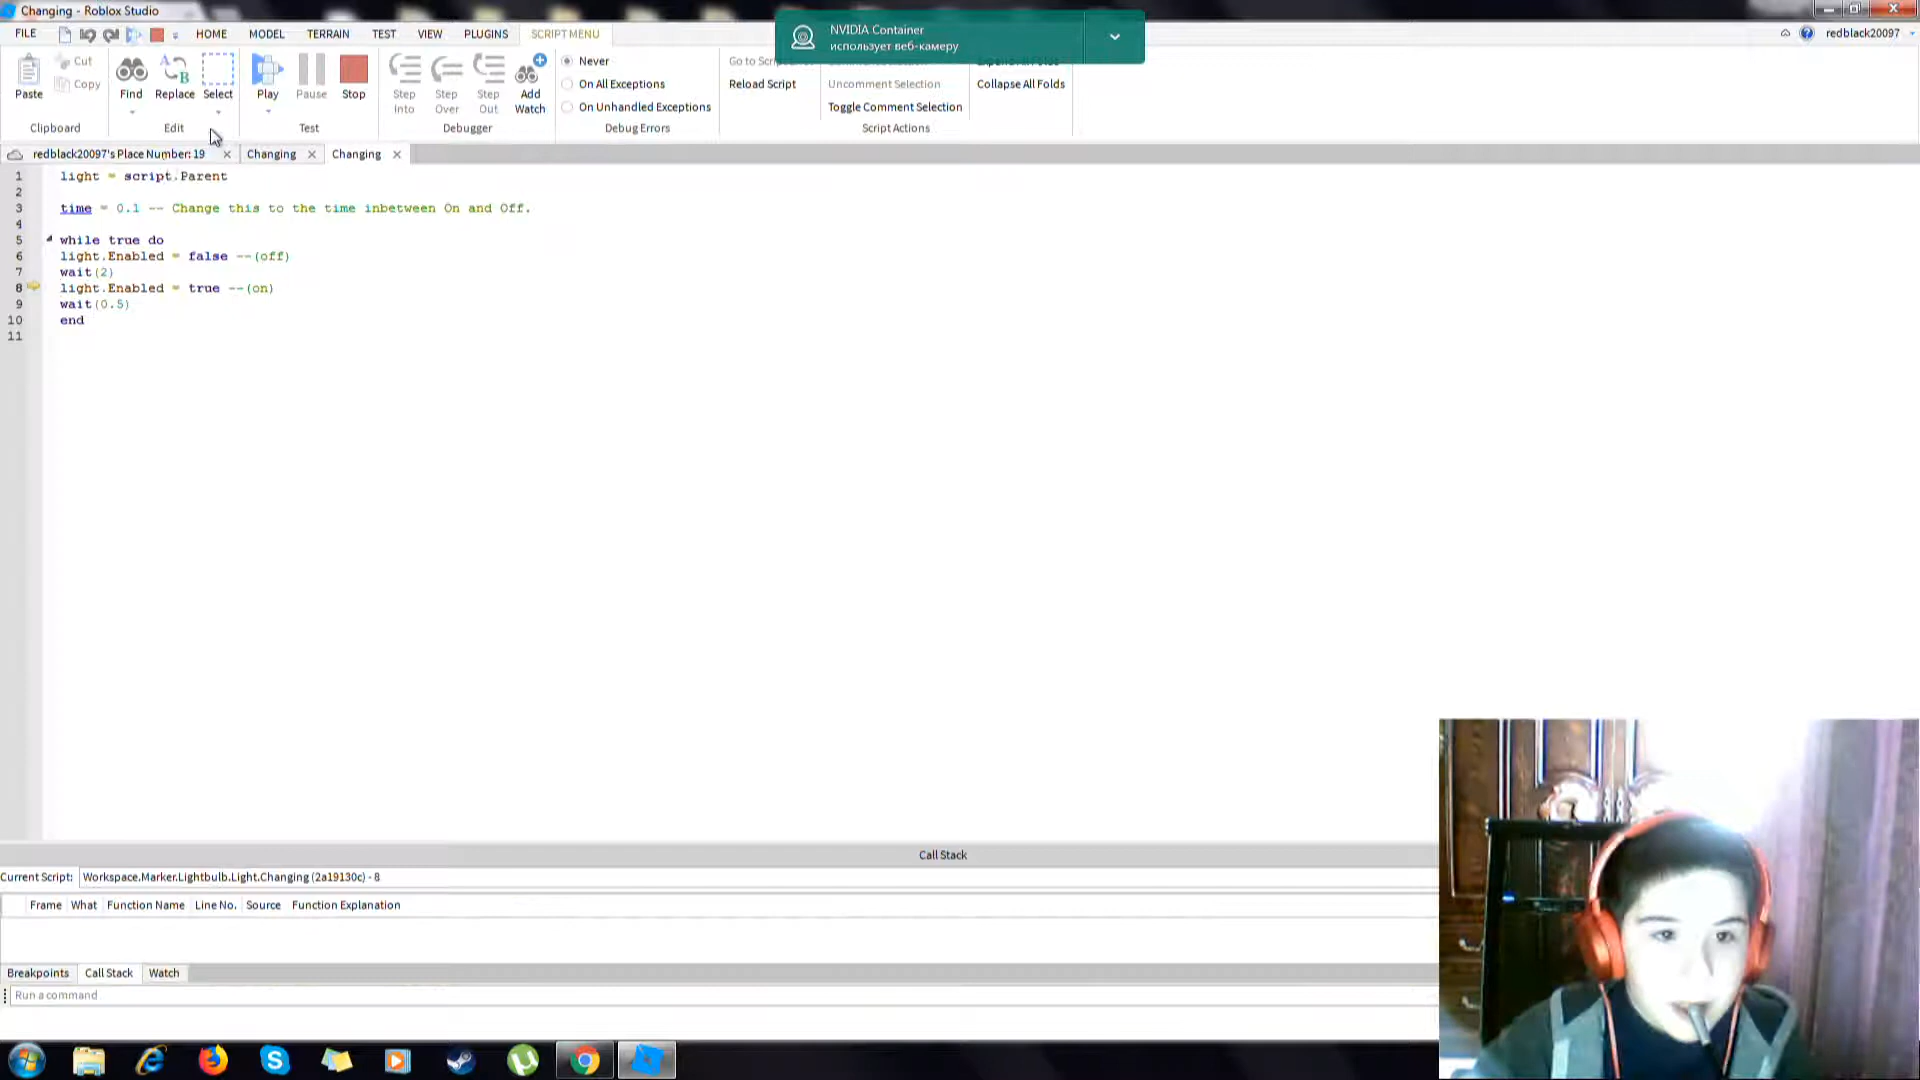 Changing - Roblox Studio
FILE HOME MODEL TERRAIN TEST VIEW PLUGINS SCRIPT MENU
redblack20097
NVIDIA Container
использует веб-камеру
Paste
Cut
Copy
Clipboard
Find
Replace
Select
Edit
Play
Pause
Stop
Test
Step Into
Step Over
Step Out
Add Watch
Debugger
Never
On All Exceptions
On Unhandled Exceptions
Debug Errors
Reload Script
Uncomment Selection
Toggle Comment Selection
Script Actions
Collapse All Folds
redblack20097's Place Number: 19
Changing
Changing
1 light = script.Parent
2
3 time = 0.1 -- Change this to the time inbetween On and Off.
4
5 while true do
6 light.Enabled = false --(off)
7 wait(2)
8 light.Enabled = true --(on)
9 wait(0.5)
10 end
11
Call Stack
Current Script: Workspace.Marker.Lightbulb.Light.Changing (2a19130c) - 8
Frame What Function Name Line No. Source Function Explanation
Breakpoints Call Stack Watch
Run a command